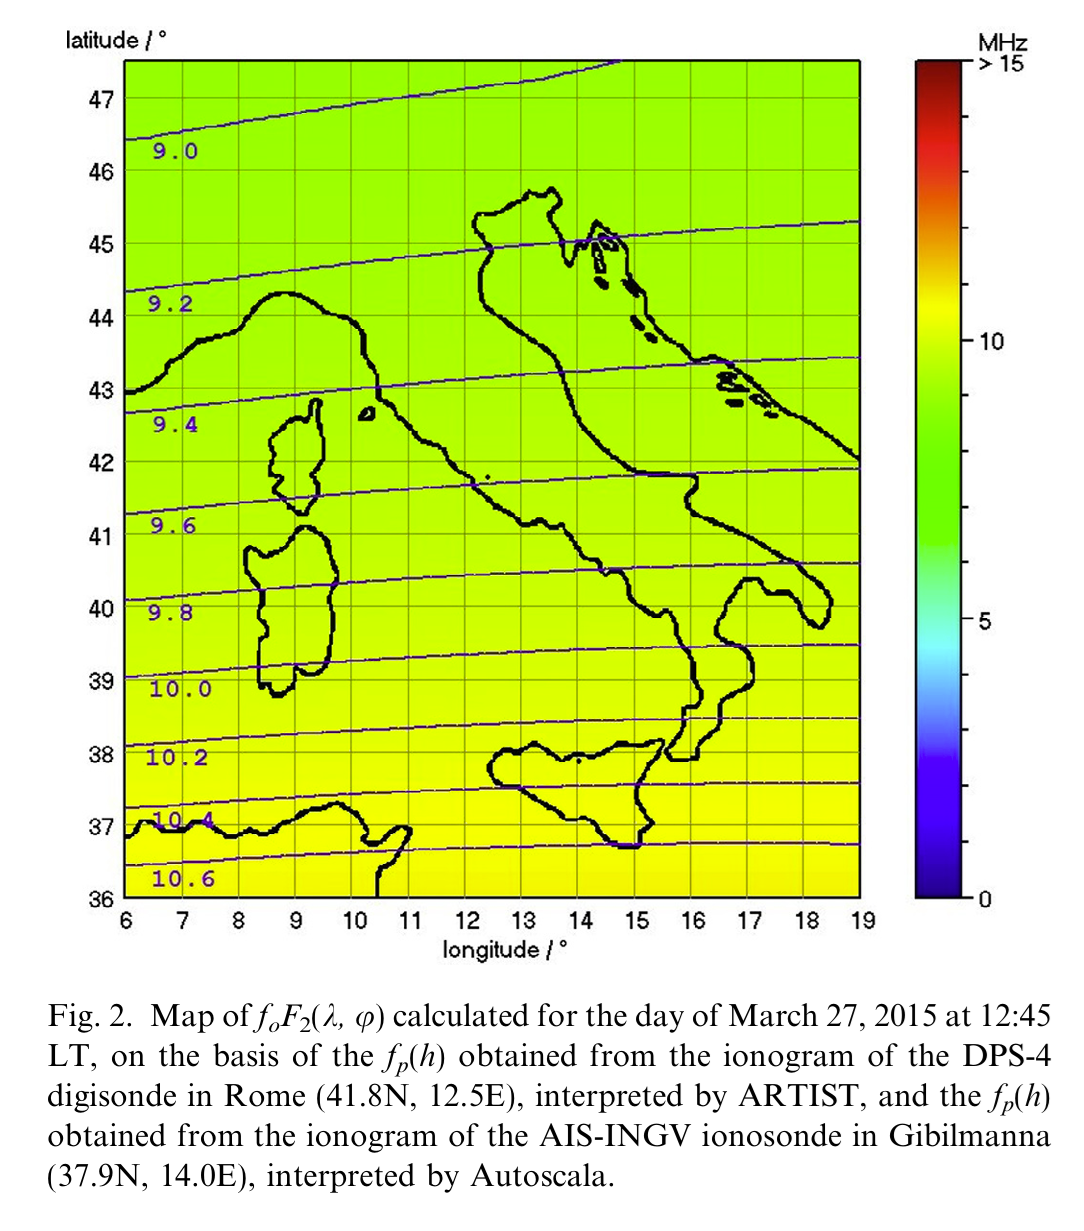 latitude / °
MHz
> 15
47
9.0
46
45
9.2
44
10
43
9.4
42
9.6
41
9.8
40
5
10.0
39
10.2
38
10.4
37
10.6
36
0
6 7 8 9 10 11 12 13 14 15 16 17 18 19
longitude / °
Fig. 2. Map of foF2(λ, φ) calculated for the day of March 27, 2015 at 12:45
LT, on the basis of the fp(h) obtained from the ionogram of the DPS-4
digisonde in Rome (41.8N, 12.5E), interpreted by ARTIST, and the fp(h)
obtained from the ionogram of the AIS-INGV ionosonde in Gibilmanna
(37.9N, 14.0E), interpreted by Autoscala.